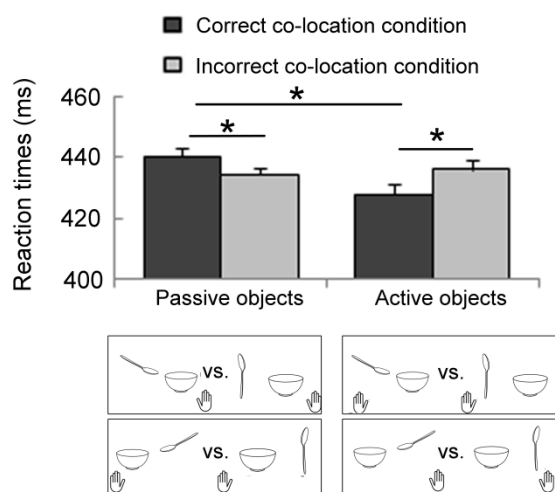 Correct co-location condition
Incorrect co-location condition
Reaction times (ms)
460
440
420
400
*
*
*
Passive objects
Active objects
vs.
vs.
vs.
vs.